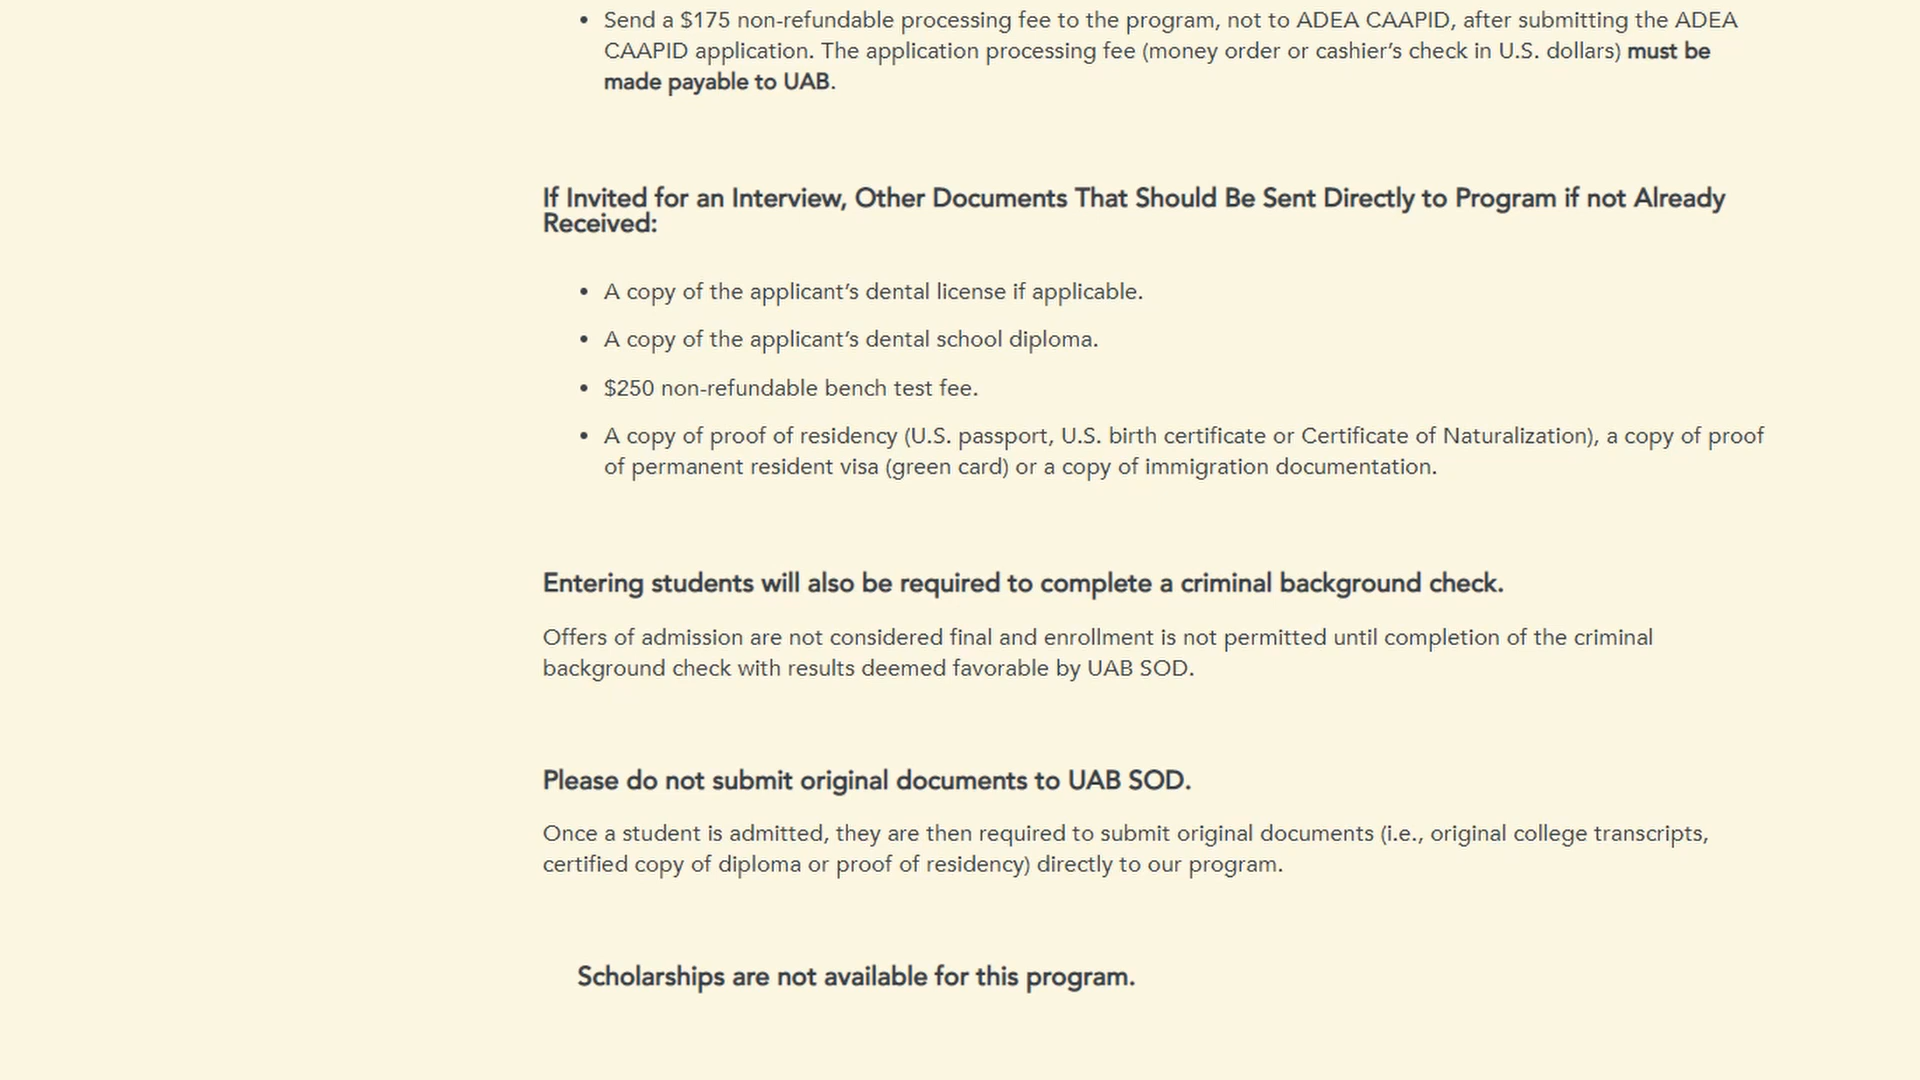 • Send a $175 non-refundable processing fee to the program, not to ADEA CAAPID, after submitting the ADEA
CAAPID application. The application processing fee (money order or cashier’s check in U.S. dollars) must be
made payable to UAB.
If Invited for an Interview, Other Documents That Should Be Sent Directly to Program if not Already
Received:
• A copy of the applicant’s dental license if applicable.
• A copy of the applicant’s dental school diploma.
• $250 non-refundable bench test fee.
• A copy of proof of residency (U.S. passport, U.S. birth certificate or Certificate of Naturalization), a copy of proof
of permanent resident visa (green card) or a copy of immigration documentation.
Entering students will also be required to complete a criminal background check.
Offers of admission are not considered final and enrollment is not permitted until completion of the criminal
background check with results deemed favorable by UAB SOD.
Please do not submit original documents to UAB SOD.
Once a student is admitted, they are then required to submit original documents (i.e., original college transcripts,
certified copy of diploma or proof of residency) directly to our program.
Scholarships are not available for this program.